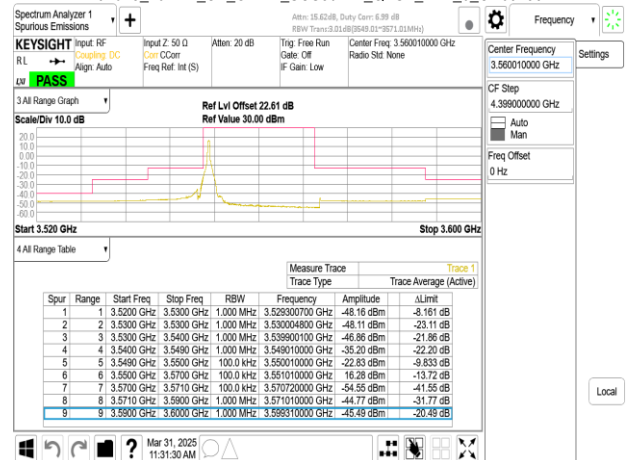 Spectrum Analyzer 1
Spurious Emissions
Attn: 15.62dB, Duty Corr: 6.99 dB
RBW Trans:9.01dB(3549.01~3571.01MHz)
Frequency
KEYSIGHT
RL
PASS
Input: RF
Coupling: DC
Align: Auto
Input Z: 50 Ω
Corr CCorr
Freq Ref: Int (S)
Atten: 20 dB
Trig: Free Run
Gate: Off
IF Gain: Low
Center Freq: 3.560010000 GHz
Radio Std: None
Center Frequency
3.560010000 GHz
Settings
CF Step
4.399000000 GHz
Auto
Man
Freq Offset
0 Hz
3 All Range Graph
Scale/Div 10.0 dB
Ref Lvl Offset 22.61 dB
Ref Value 30.00 dBm
20.0
10.0
0.00
-10.0
-20.0
-30.0
-40.0
-50.0
-60.0
Start 3.520 GHz
Stop 3.600 GHz
4 All Range Table
Measure Trace Trace 1
Trace Type Trace Average (Active)
Spur Range Start Freq Stop Freq RBW Frequency Amplitude ΔLimit
1 1 3.5200 GHz 3.5300 GHz 1.000 MHz 3.529300700 GHz -48.16 dBm -8.161 dB
2 2 3.5300 GHz 3.5300 GHz 1.000 MHz 3.530004800 GHz -48.11 dBm -23.11 dB
3 3 3.5300 GHz 3.5400 GHz 1.000 MHz 3.539900100 GHz -46.86 dBm -21.86 dB
4 4 3.5400 GHz 3.5490 GHz 1.000 MHz 3.549010000 GHz -35.20 dBm -22.20 dB
5 5 3.5490 GHz 3.5500 GHz 100.0 kHz 3.550010000 GHz -22.83 dBm -9.833 dB
6 6 3.5500 GHz 3.5700 GHz 100.0 kHz 3.551010000 GHz 16.28 dBm -13.72 dB
7 7 3.5700 GHz 3.5710 GHz 100.0 kHz 3.570720000 GHz -54.55 dBm -41.55 dB
8 8 3.5710 GHz 3.5900 GHz 1.000 MHz 3.571010000 GHz -44.77 dBm -31.77 dB
9 9 3.5900 GHz 3.6000 GHz 1.000 MHz 3.599310000 GHz -45.49 dBm -20.49 dB
Local
Mar 31, 2025
11:31:30 AM